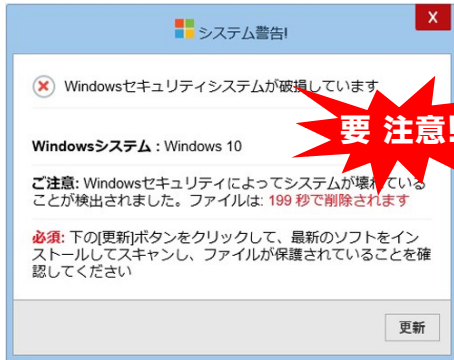 システム警告!
X
Windowsセキュリティシステムが破損しています
要 注意!
Windowsシステム : Windows 10
ご注意: Windowsセキュリティによってシステムが壊れている
ことが検出されました。ファイルは: 199 秒で削除されます
必須: 下の[更新]ボタンをクリックして、最新のソフトをイン
ストールしてスキャンし、ファイルが保護されていることを確
認してください
更新